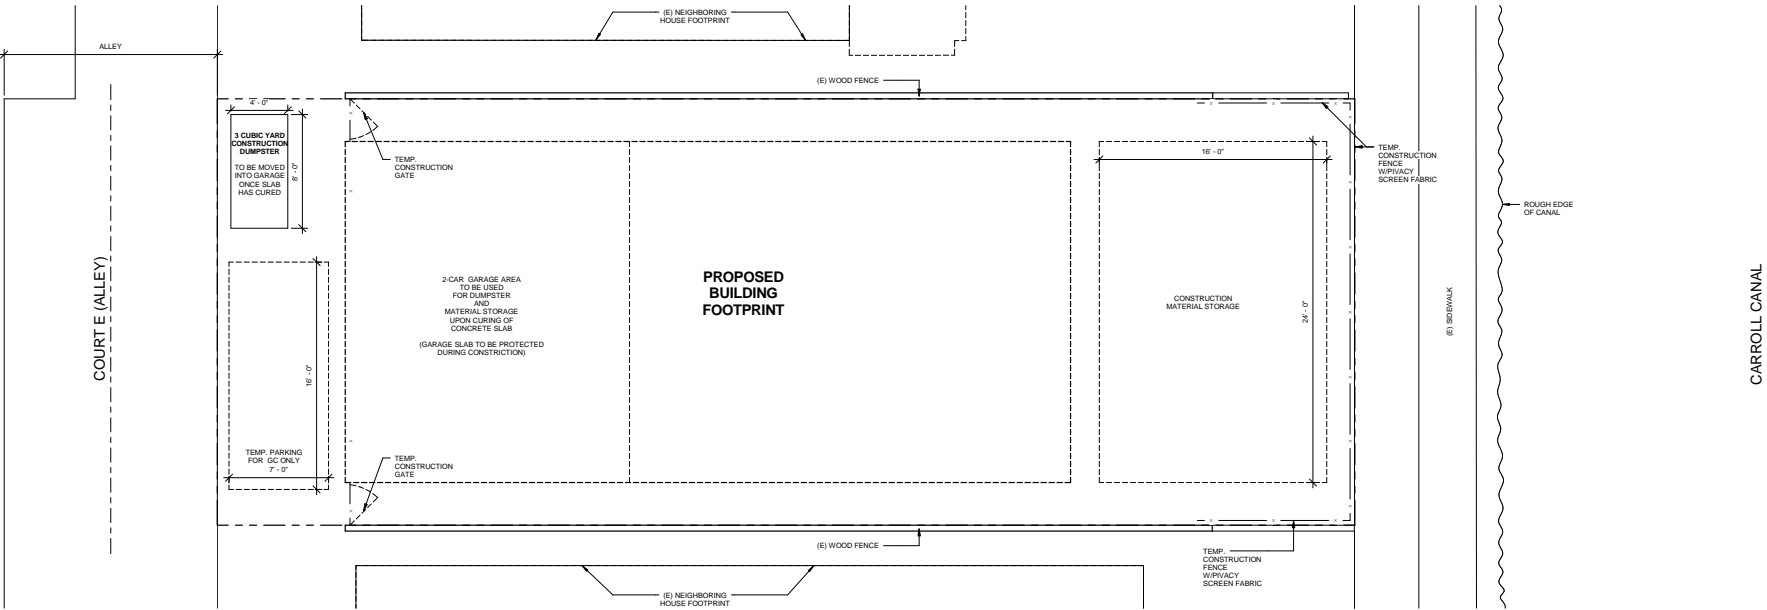 (E) NEIGHBORING
HOUSE FOOTPRINT
ALLEY
(E) WOOD FENCE
4' - 0"
3 CUBIC YARD
CONSTRUCTION
DUMPSTER
TO BE MOVED
INTO GARAGE
ONCE SLAB
HAS CURED
8' - 0"
TEMP.
CONSTRUCTION
GATE
16' - 0"
TEMP.
CONSTRUCTION
FENCE
W/PIVACY
SCREEN FABRIC
ROUGH EDGE
OF CANAL
COURT E (ALLEY)
2-CAR GARAGE AREA
TO BE USED
FOR DUMPSTER
AND
MATERIAL STORAGE
UPON CURING OF
CONCRETE SLAB
(GARAGE SLAB TO BE PROTECTED
DURING CONSTRICTION)
PROPOSED
BUILDING
FOOTPRINT
CONSTRUCTION
MATERIAL STORAGE
24' - 0"
(E) SIDEWALK
CARROLL CANAL
16' - 0"
TEMP. PARKING
FOR GC ONLY
7' - 0"
TEMP.
CONSTRUCTION
GATE
(E) WOOD FENCE
TEMP.
CONSTRUCTION
FENCE
W/PIVACY
SCREEN FABRIC
(E) NEIGHBORING
HOUSE FOOTPRINT